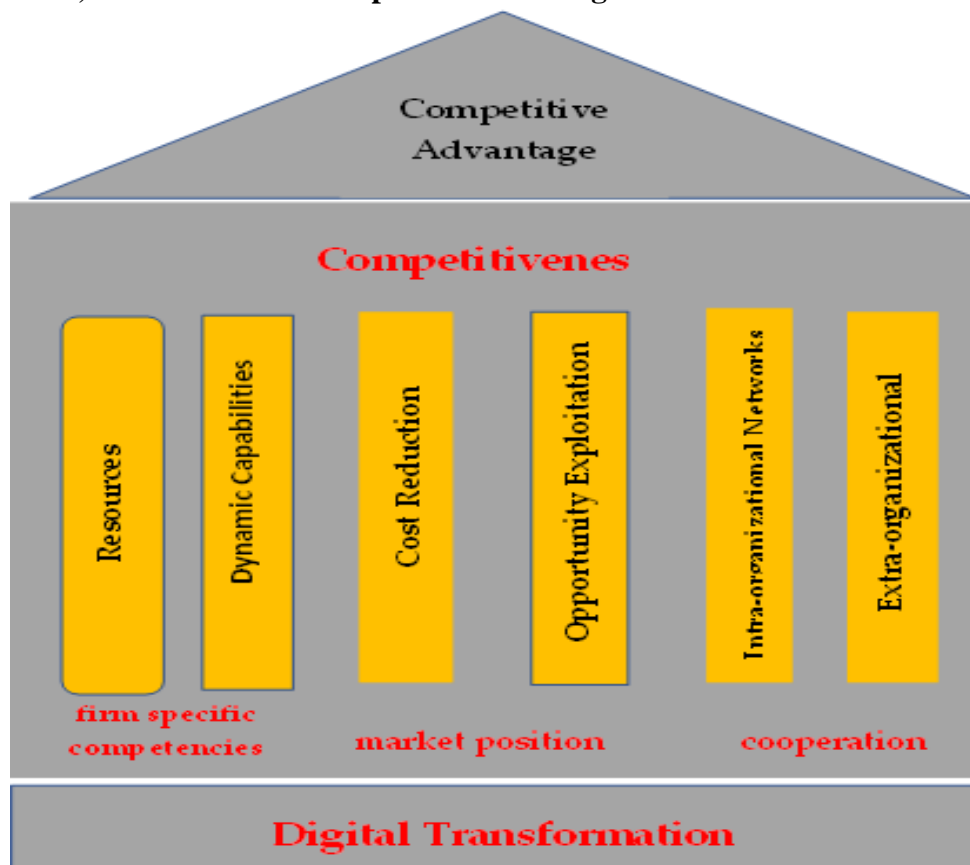 Competitive
Advantage
Competitivenes
Resources
Dynamic Capabilities
Cost Reduction
Opportunity Exploitation
Intra-organizational Networks
Extra-organizational
firm specific
competencies
market position
cooperation
Digital Transformation